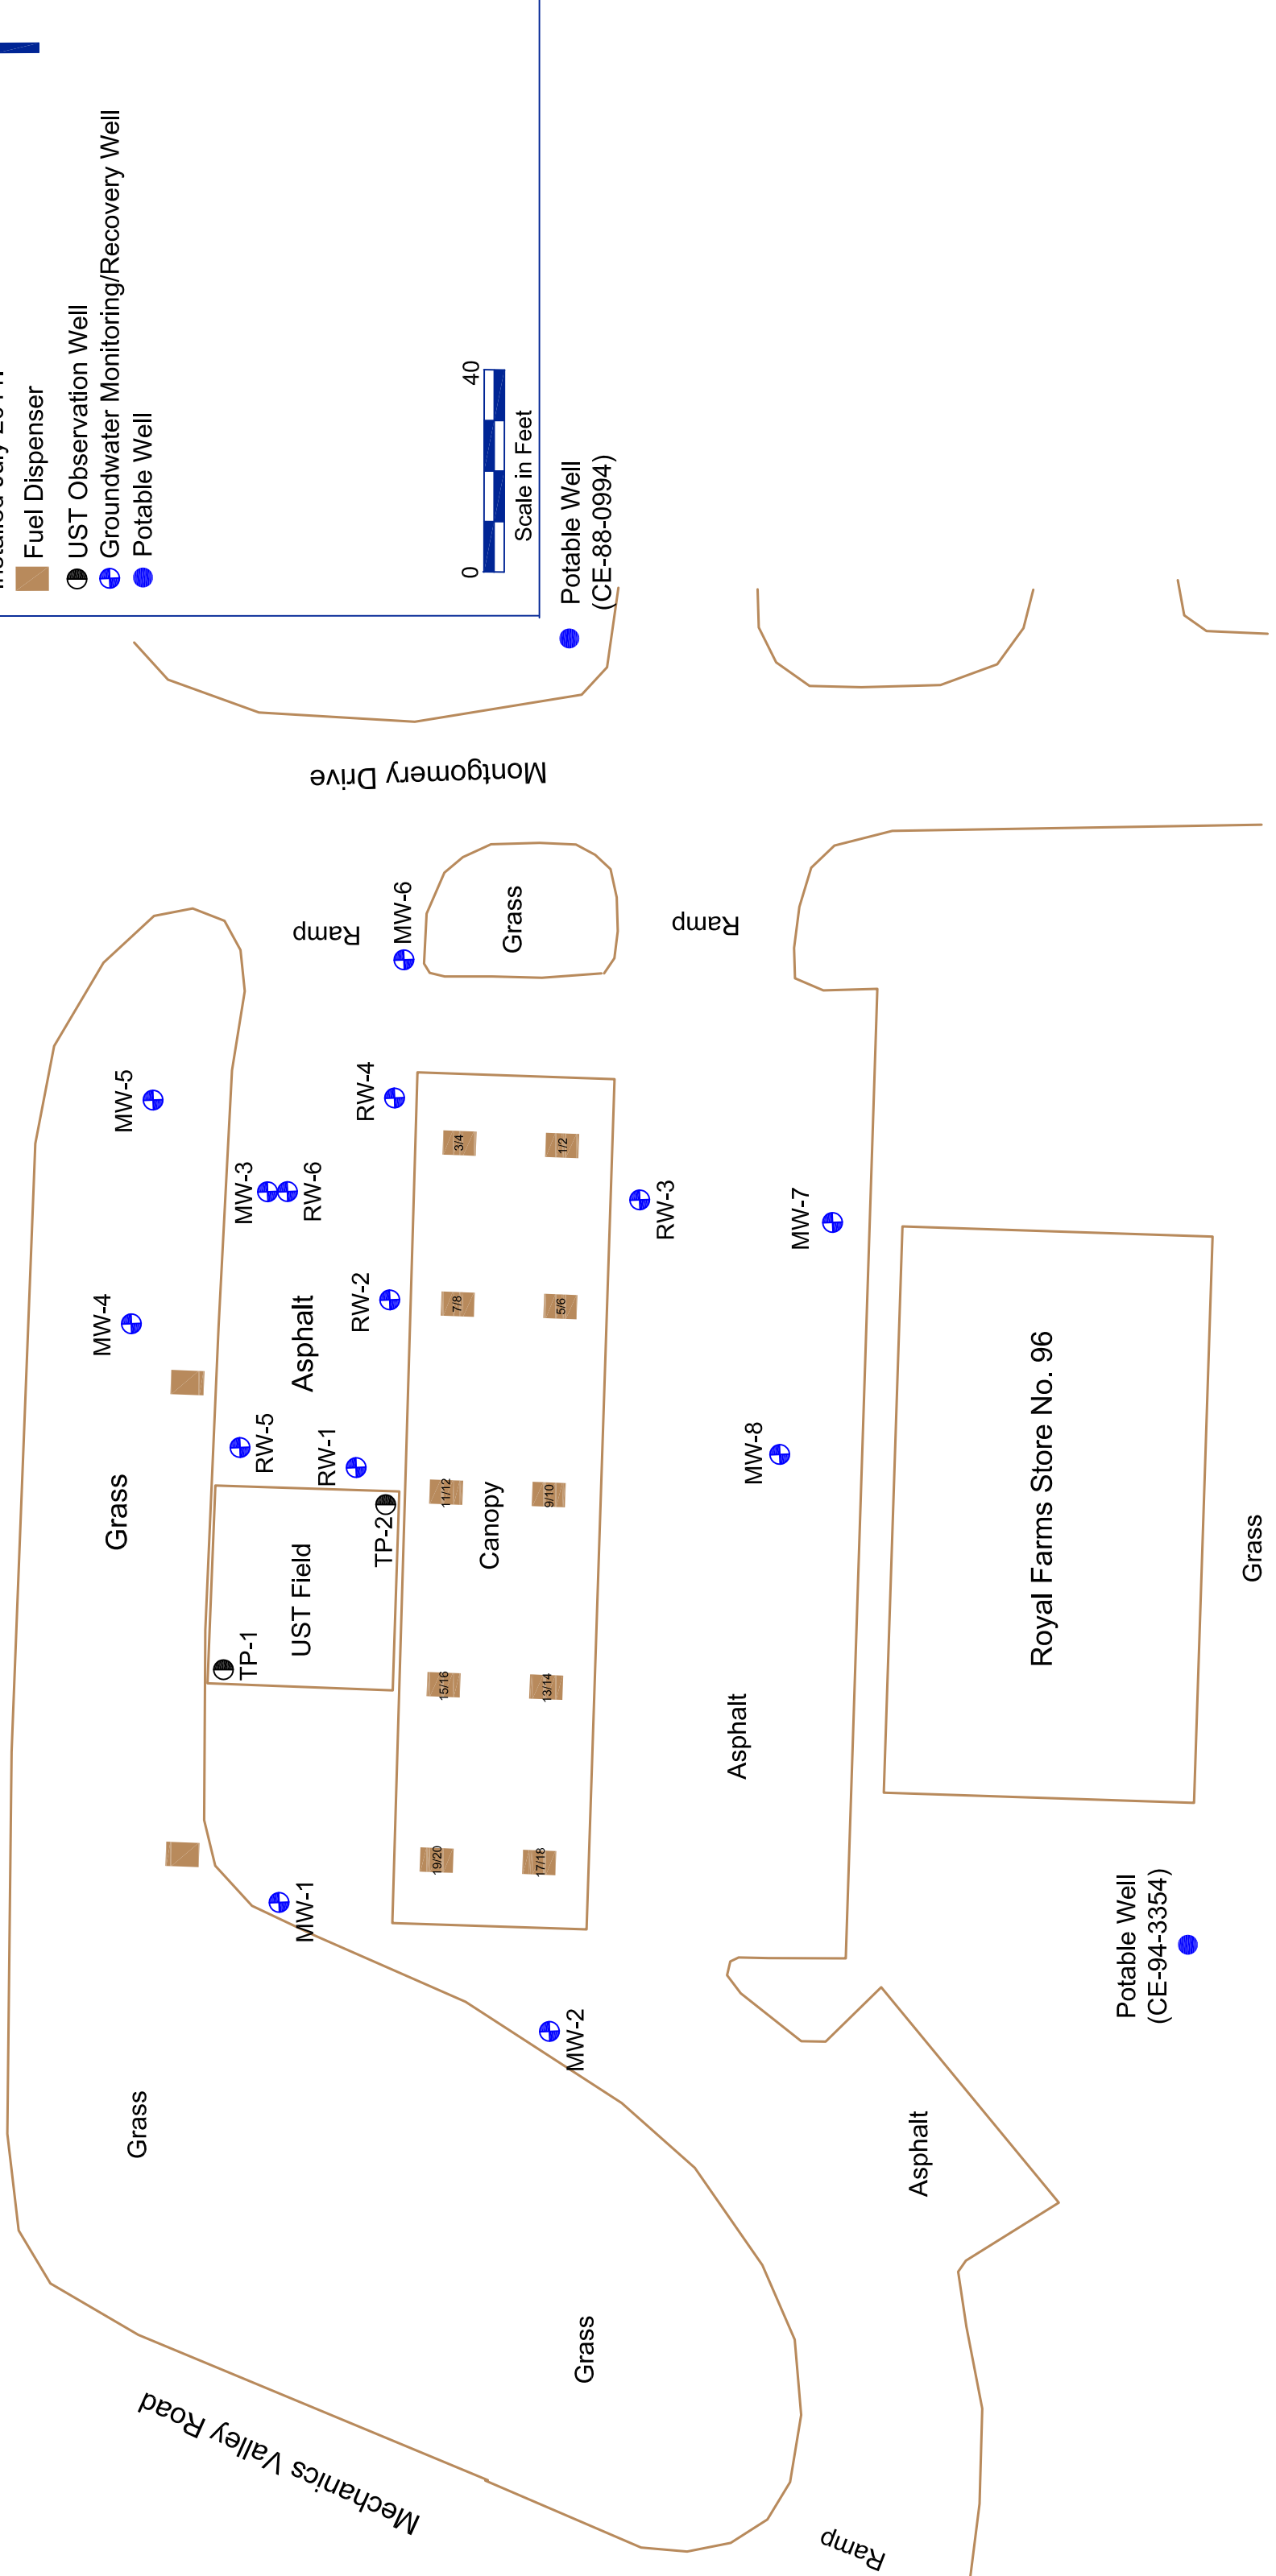 Fuel Dispenser
UST Observation Well
Groundwater Monitoring/Recovery Well
Potable Well
0
40
Scale in Feet
Potable Well
(CE-88-0994)
Montgomery Drive
Ramp
MW-6
Grass
Ramp
MW-5
RW-4
MW-3
RW-6
3/4
1/2
RW-3
MW-7
MW-4
RW-2
7/8
5/6
Asphalt
Grass
RW-5
RW-1
MW-8
11/12
9/10
TP-2
Canopy
UST Field
TP-1
15/16
13/14
Asphalt
Royal Farms Store No. 96
Grass
19/20
17/18
MW-1
MW-2
Potable Well
(CE-94-3354)
Grass
Asphalt
Grass
Mechanics Valley Road
Ramp